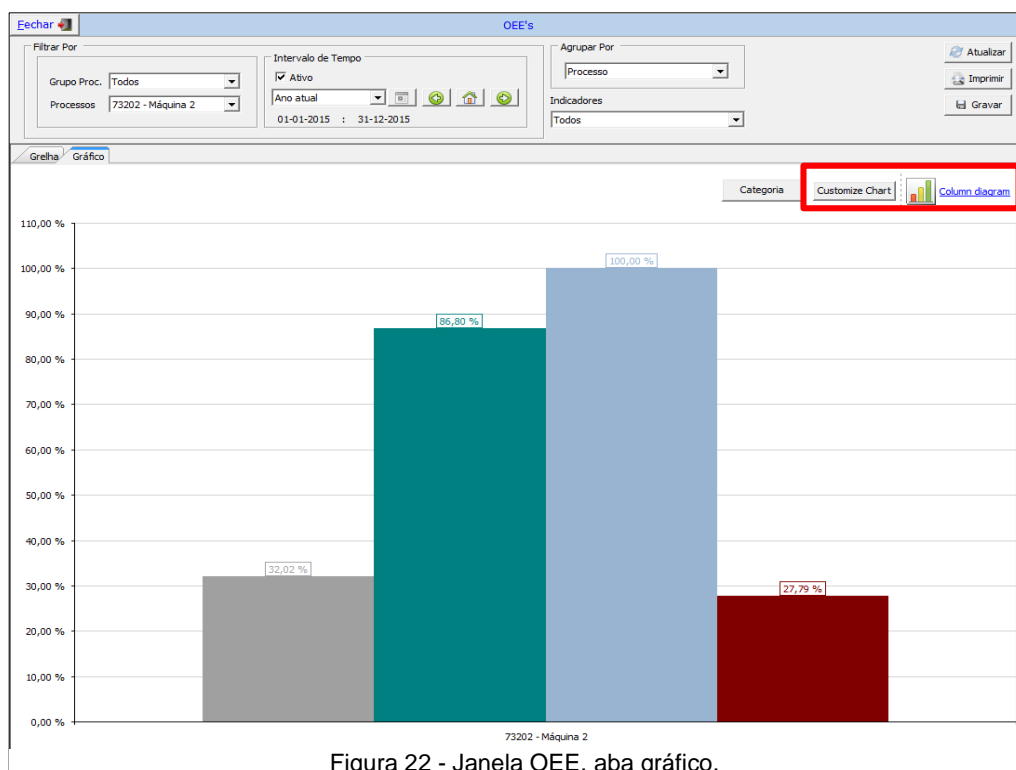 Fechar
OEE's
Filtrar Por
Grupo Proc. Todos
Processos 73202 - Máquina 2
Intervalo de Tempo
Ativo
Ano atual
01-01-2015 : 31-12-2015
Agrupar Por
Processo
Indicadores
Todos
Atualizar
Imprimir
Gravar
Grelha Gráfico
Categoria Customize Chart Column diagram
110,00 %
100,00 %
90,00 %
80,00 %
70,00 %
60,00 %
50,00 %
40,00 %
30,00 %
20,00 %
10,00 %
0,00 %
32,02 %
86,80 %
100,00 %
27,79 %
73202 - Máquina 2
Figura 22 - Janela OEE, aba gráfico.